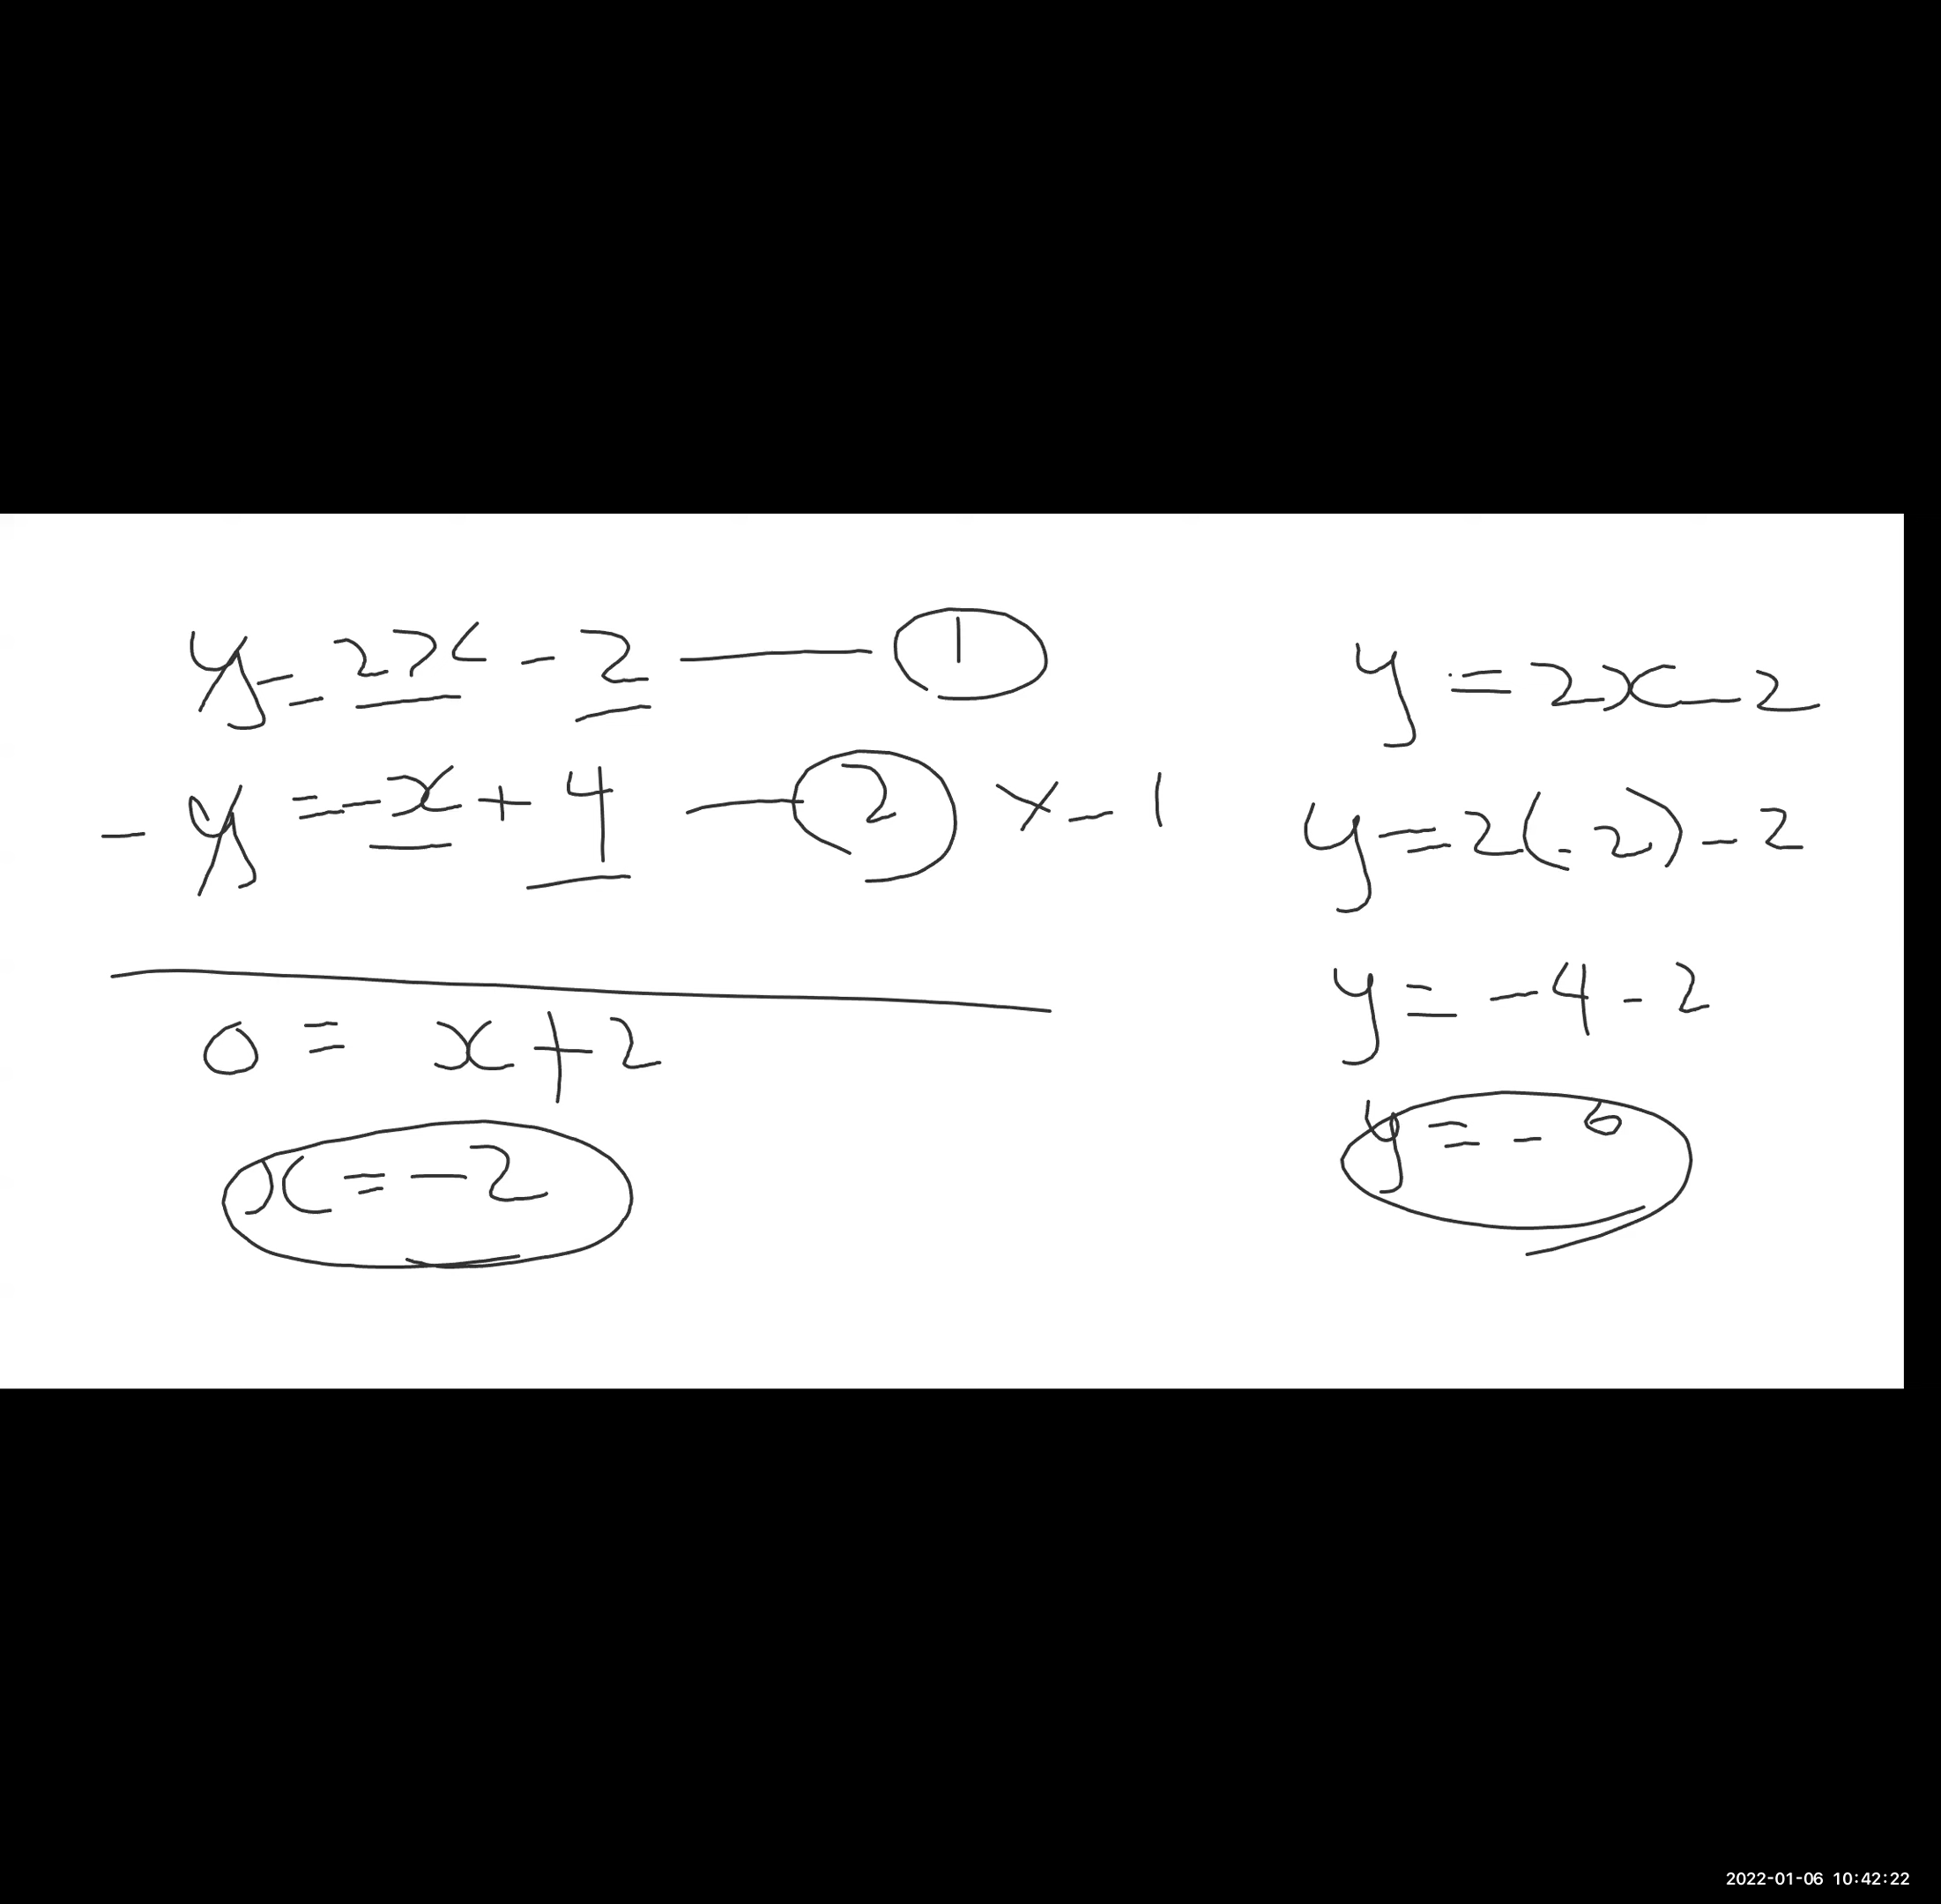 y = 2x - 2 — ①
- y = - x + 4 — ② × - 1
0 = x + 2
x = - 2
y = 2x - 2
y = 2(-2) - 2
y = - 4 - 2
y = - 6
2022-01-06 10:42:22